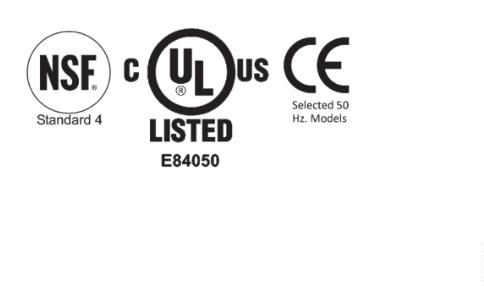 NSF®
Standard 4
C UL® US
LISTED
E84050
CE
Selected 50
Hz. Models